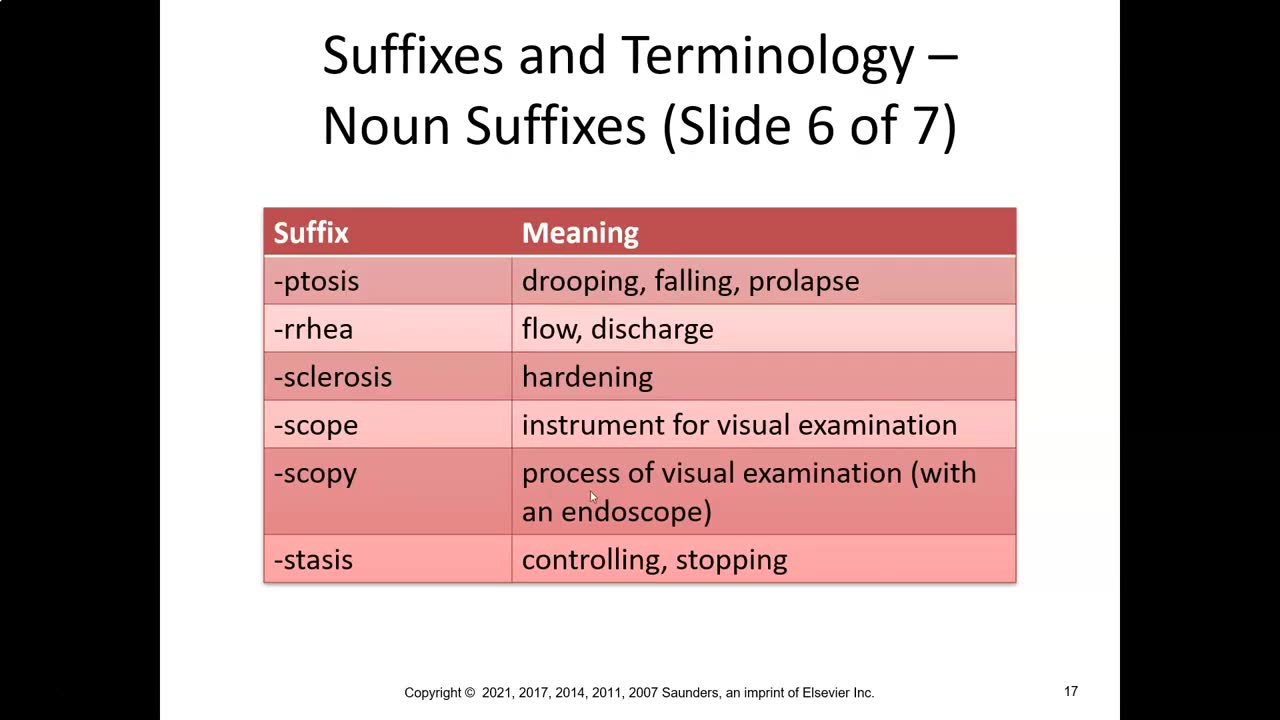 Suffixes and Terminology –
Noun Suffixes (Slide 6 of 7)
Suffix Meaning
-ptosis drooping, falling, prolapse
-rrhea flow, discharge
-sclerosis hardening
-scope instrument for visual examination
-scopy process of visual examination (with
an endoscope)
-stasis controlling, stopping
Copyright © 2021, 2017, 2014, 2011, 2007 Saunders, an imprint of Elsevier Inc.
17